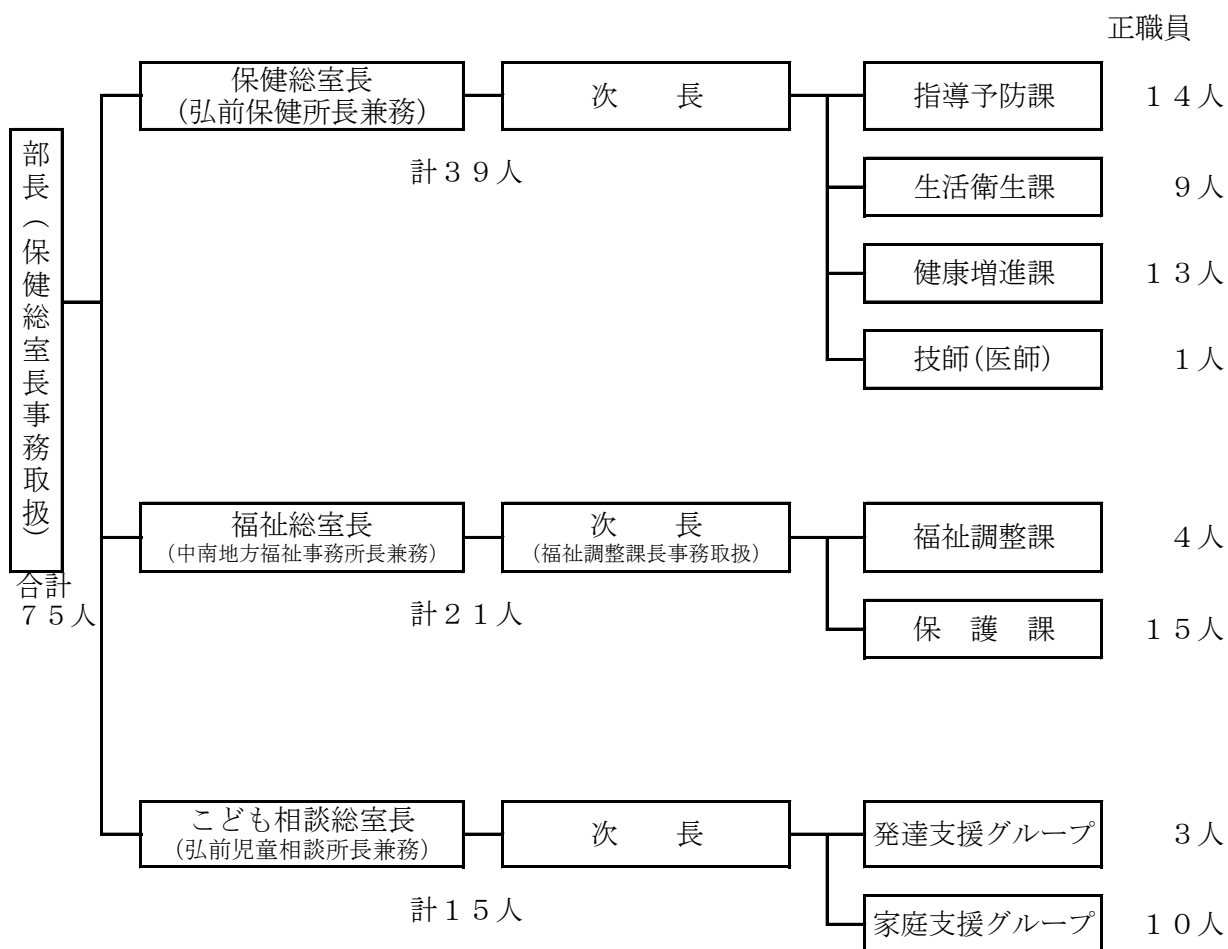 正職員
保健総室長
(弘前保健所長兼務)
次　　長
指導予防課
１４人
計３９人
生活衛生課
９人
健康増進課
１３人
技師(医師)
１人
部長（保健総室長事務取扱）
合計
７５人
福祉総室長
(中南地方福祉事務所長兼務)
次　　長
(福祉調整課長事務取扱)
福祉調整課
４人
計２１人
保　護　課
１５人
こども相談総室長
(弘前児童相談所長兼務)
次　　長
発達支援グループ
３人
計１５人
家庭支援グループ
１０人